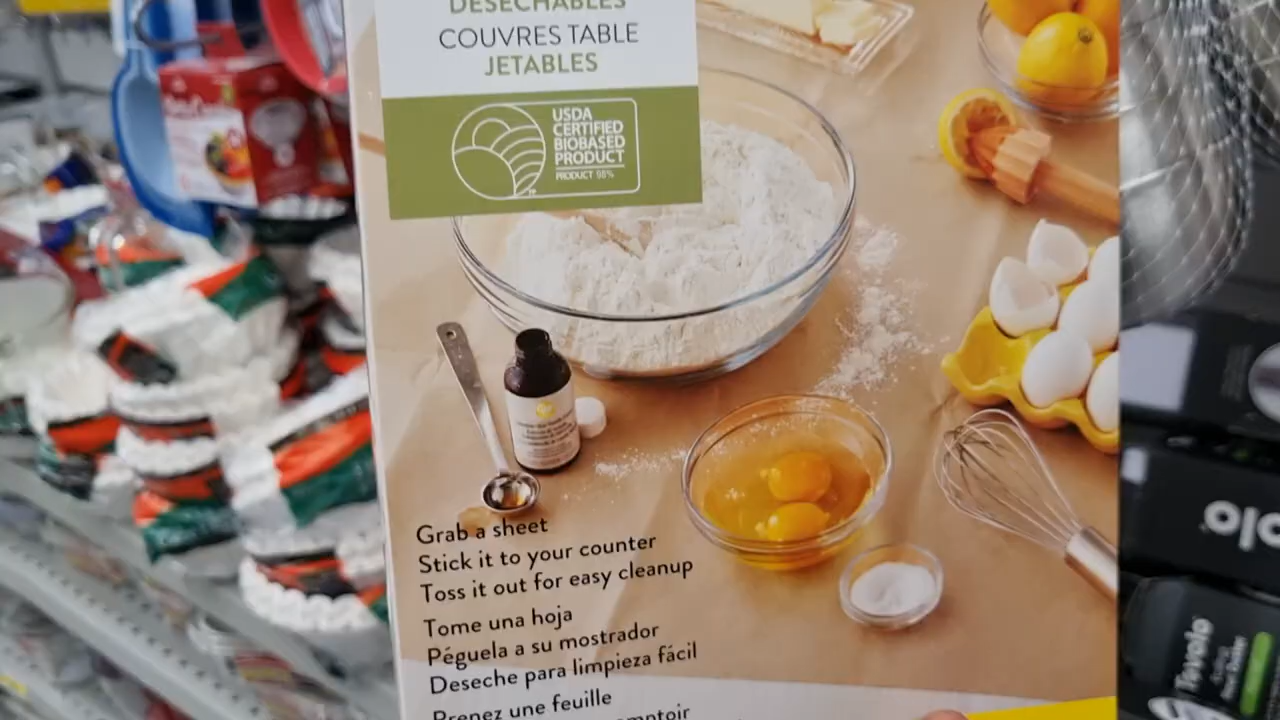 DESECHABLES
COUVRES TABLE
JETABLES
USDA
CERTIFIED
BIOBASED
PRODUCT
PRODUCT 98%
Grab a sheet
Stick it to your counter
Toss it out for easy cleanup
Tome una hoja
Péguela a su mostrador
Deseche para limpieza fácil
Prenez une feuille
Tovolo